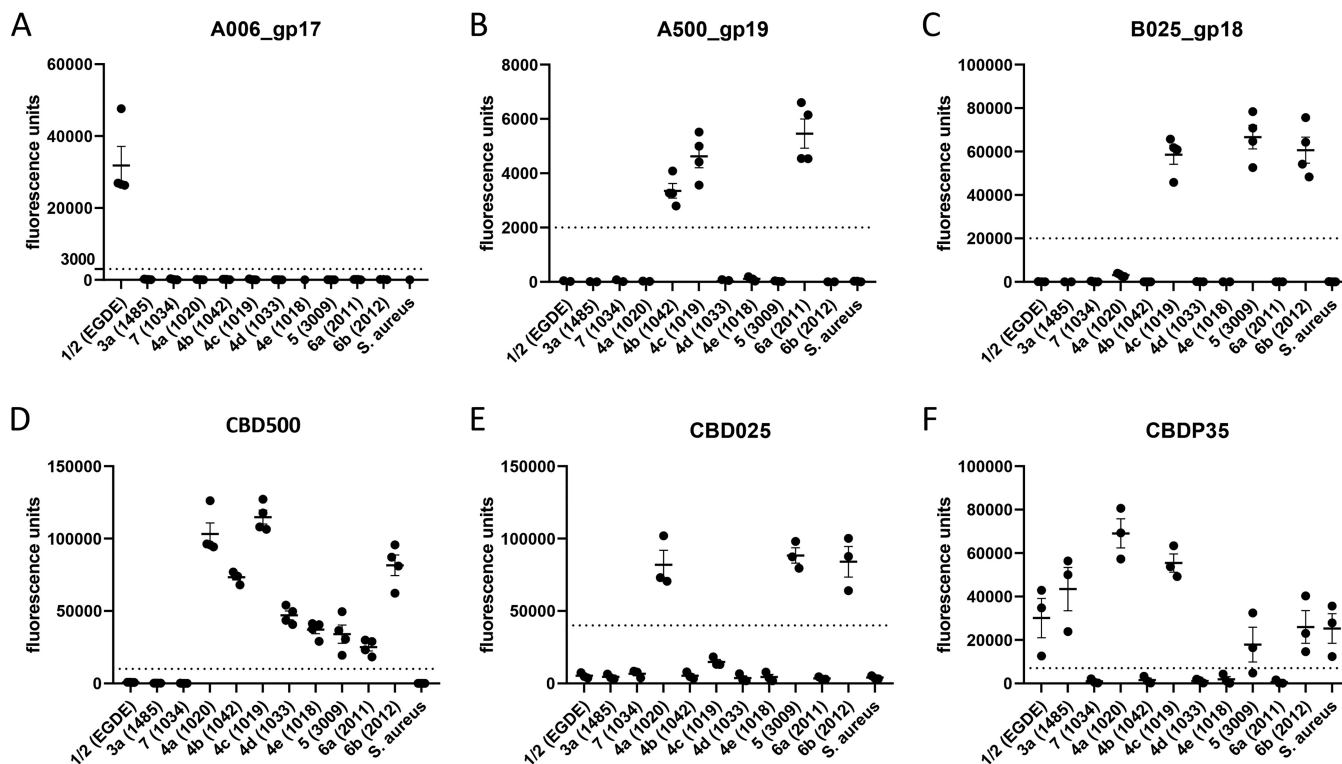 A
A006_gp17
fluorescence units
60000
40000
20000
3000
0
1/2 (EGDE)
3a (1485)
7 (1034)
4a (1020)
4b (1042)
4c (1019)
4d (1033)
4e (1018)
5 (3009)
6a (2011)
6b (2012)
S. aureus
B
A500_gp19
fluorescence units
8000
6000
4000
2000
0
1/2 (EGDE)
3a (1485)
7 (1034)
4a (1020)
4b (1042)
4c (1019)
4d (1033)
4e (1018)
5 (3009)
6a (2011)
6b (2012)
S. aureus
C
B025_gp18
fluorescence units
100000
80000
60000
40000
20000
0
1/2 (EGDE)
3a (1485)
7 (1034)
4a (1020)
4b (1042)
4c (1019)
4d (1033)
4e (1018)
5 (3009)
6a (2011)
6b (2012)
S. aureus
D
CBD500
fluorescence units
150000
100000
50000
0
1/2 (EGDE)
3a (1485)
7 (1034)
4a (1020)
4b (1042)
4c (1019)
4d (1033)
4e (1018)
5 (3009)
6a (2011)
6b (2012)
S. aureus
E
CBD025
fluorescence units
150000
100000
50000
0
1/2 (EGDE)
3a (1485)
7 (1034)
4a (1020)
4b (1042)
4c (1019)
4d (1033)
4e (1018)
5 (3009)
6a (2011)
6b (2012)
S. aureus
F
CBDP35
fluorescence units
100000
80000
60000
40000
20000
0
1/2 (EGDE)
3a (1485)
7 (1034)
4a (1020)
4b (1042)
4c (1019)
4d (1033)
4e (1018)
5 (3009)
6a (2011)
6b (2012)
S. aureus